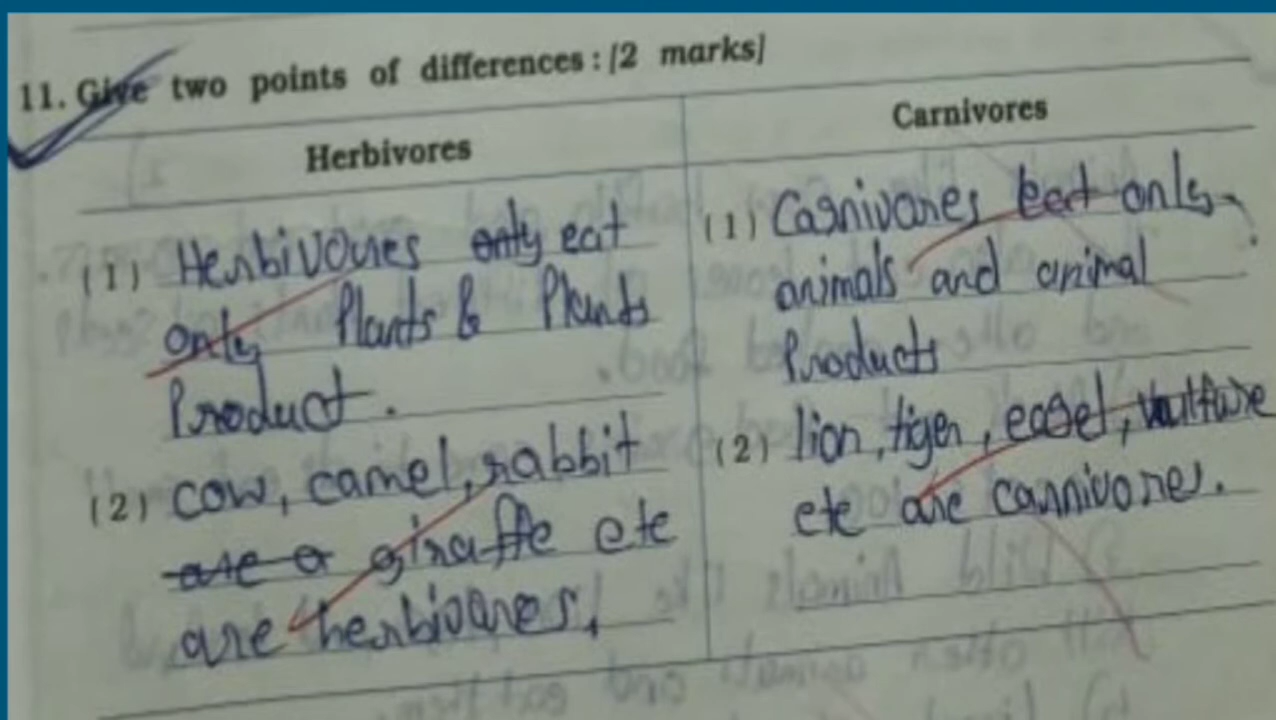 11. Give two points of differences : [2 marks]
Herbivores
(1) Herbivores only eat
only Plants & Plants
Product.
(2) cow, camel, rabbit
are giraffe etc
are herbivores,
Carnivores
(1) Carnivores eat only
animals and animal
Products
(2) lion, tiger, eagel, vulture
etc are carnivores.